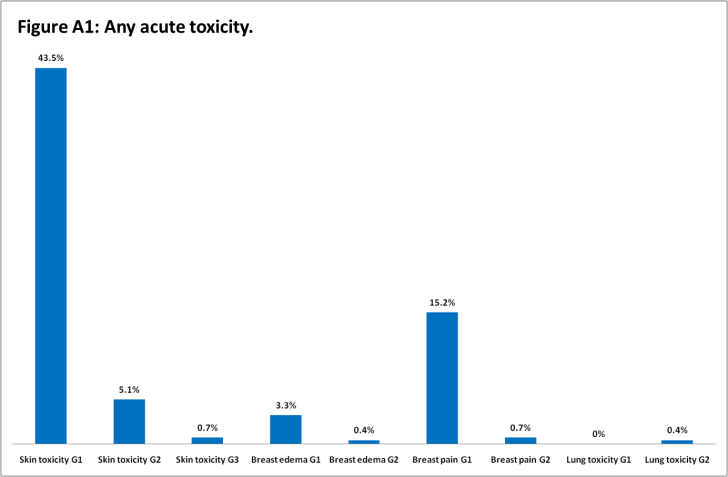 Figure A1: Any acute toxicity.
43.5%
5.1%
0.7%
3.3%
0.4%
15.2%
0.7%
0%
0.4%
Skin toxicity G1
Skin toxicity G2
Skin toxicity G3
Breast edema G1
Breast edema G2
Breast pain G1
Breast pain G2
Lung toxicity G1
Lung toxicity G2